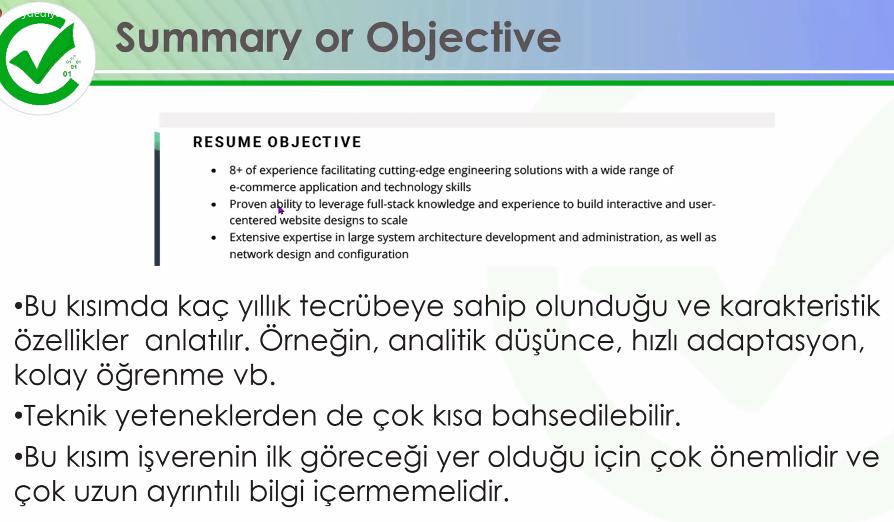 Summary or Objective
01
RESUME OBJECTIVE
• 8+ of experience facilitating cutting-edge engineering solutions with a wide range of
e-commerce application and technology skills
• Proven ability to leverage full-stack knowledge and experience to build interactive and user-
centered website designs to scale
• Extensive expertise in large system architecture development and administration, as well as
network design and configuration
•Bu kısımda kaç yıllık tecrübeye sahip olunduğu ve karakteristik
özellikler anlatılır. Örneğin, analitik düşünce, hızlı adaptasyon,
kolay öğrenme vb.
•Teknik yeteneklerden de çok kısa bahsedilebilir.
•Bu kısım işverenin ilk göreceği yer olduğu için çok önemlidir ve
çok uzun ayrıntılı bilgi içermemelidir.